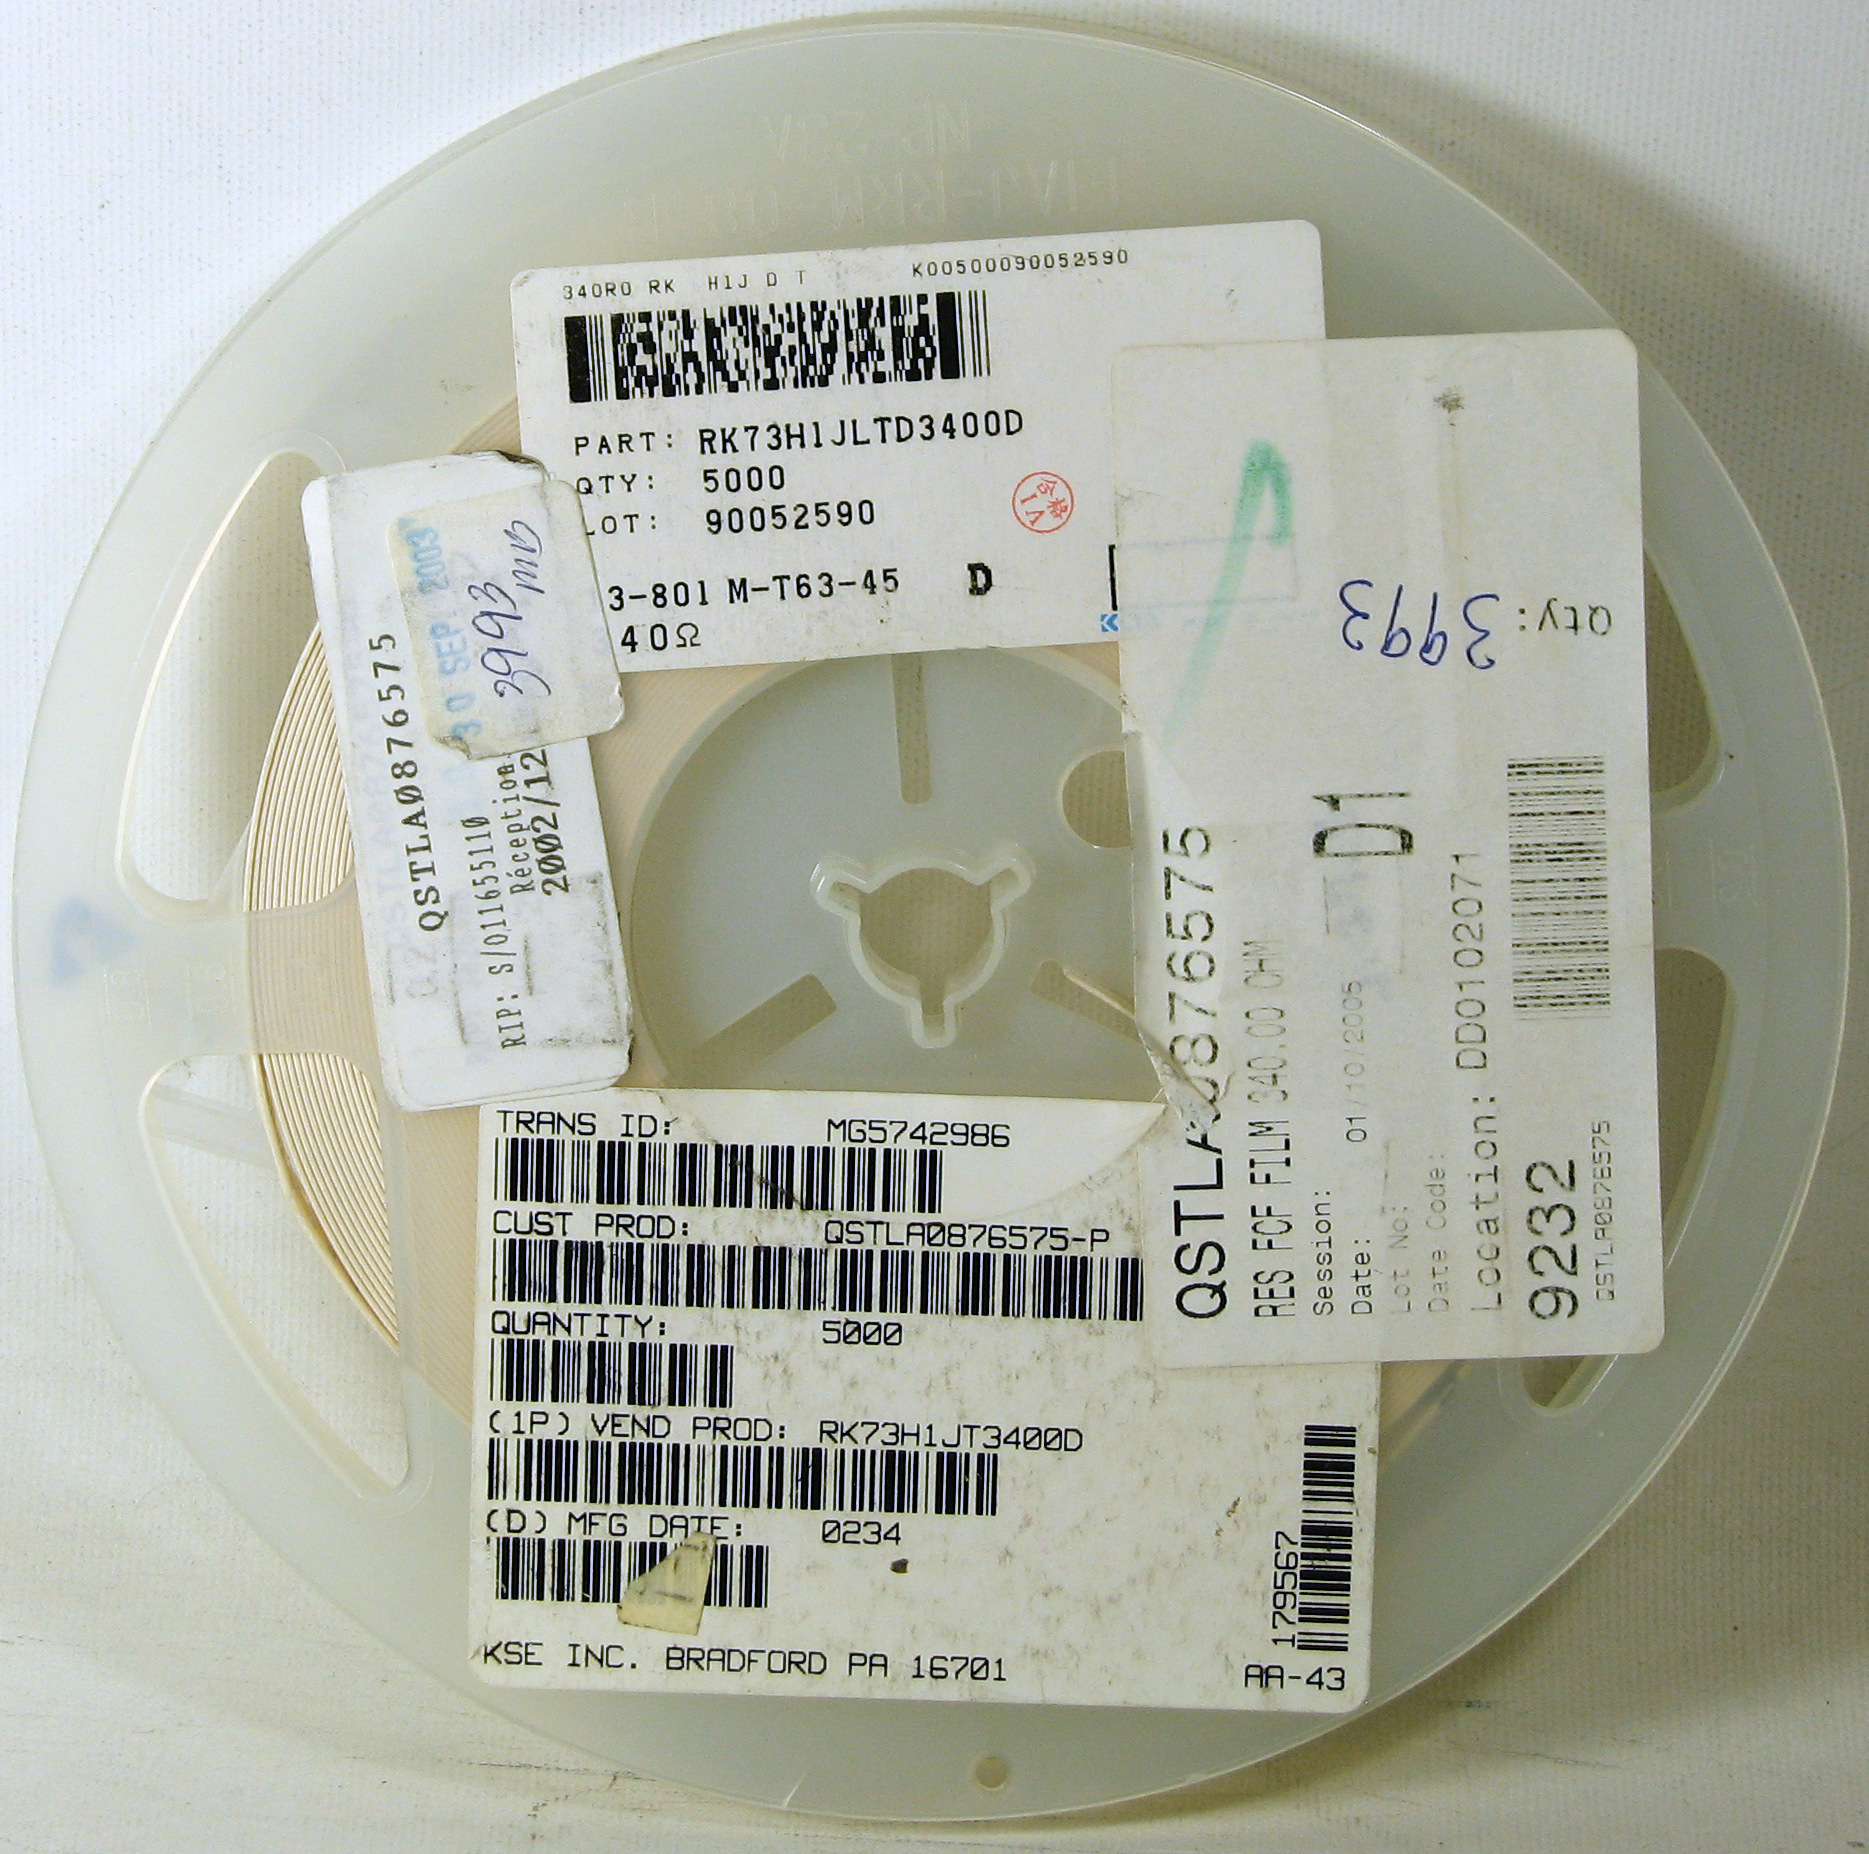 340R0 RK H1J D T K00500090052590
PART: RK73H1JLTD3400D
QTY: 5000
LOT: 90052590
3-801 M-T63-45 D
40Ω
合格
30 SEP. 2003
3993
QSTLA0876575
RIP: S/011655110
Réception
2002/12
Qty: 3993
QSTLA0876575
RES FCF FILM 340.00 OHM
Session:
D1
Date: 01/10/2005
Lot No:
Date Code:
Location: DD0102071
9232
QSTLA0876575
TRANS ID: MG5742986
CUST PROD: QSTLA0876575-P
QUANTITY: 5000
(1P) VEND PROD: RK73H1JT3400D
(D) MFG DATE: 0234
179567
KSE INC. BRADFORD PA 16701 AA-43